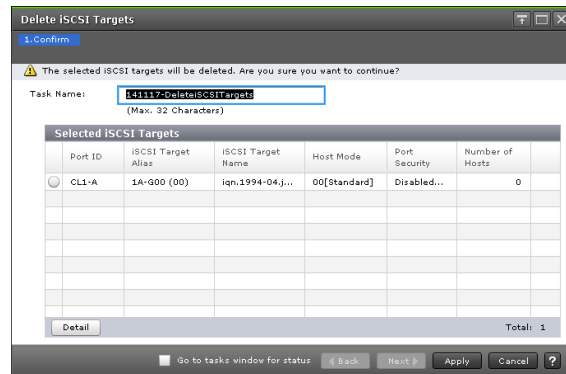 Delete iSCSI Targets
1.Confirm
The selected iSCSI targets will be deleted. Are you sure you want to continue?
Task Name: 141117-DeleteiSCSITargets
(Max. 32 Characters)
Selected iSCSI Targets
Port ID iSCSI Target Alias iSCSI Target Name Host Mode Port Security Number of Hosts
CL1-A 1A-G00 (00) iqn.1994-04.j... 00[Standard] Disabled... 0
Detail Total: 1
Go to tasks window for status Back Next Apply Cancel ?